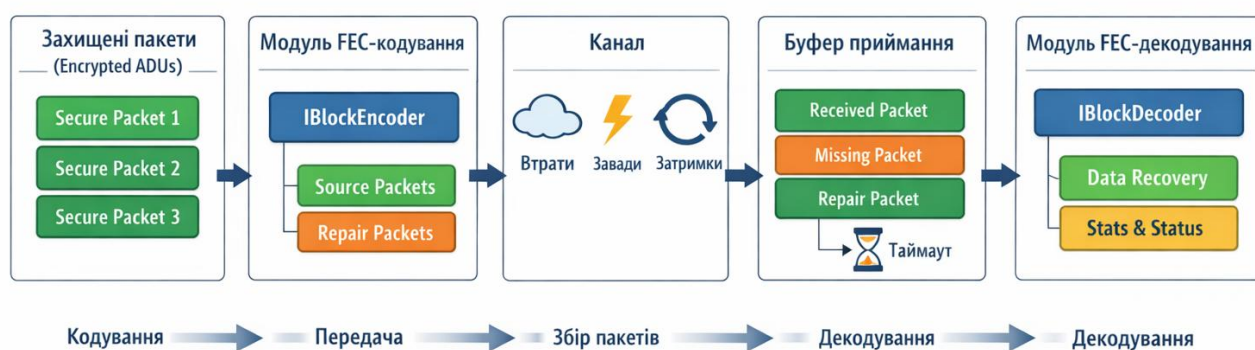 Захищені пакети
(Encrypted ADUs)
Secure Packet 1
Secure Packet 2
Secure Packet 3
Модуль FEC-кодування
IBlockEncoder
Source Packets
Repair Packets
Канал
Втрати
Завади
Затримки
Буфер приймання
Received Packet
Missing Packet
Repair Packet
Таймаут
Модуль FEC-декодування
IBlockDecoder
Data Recovery
Stats & Status
Кодування
Передача
Збір пакетів
Декодування
Декодування